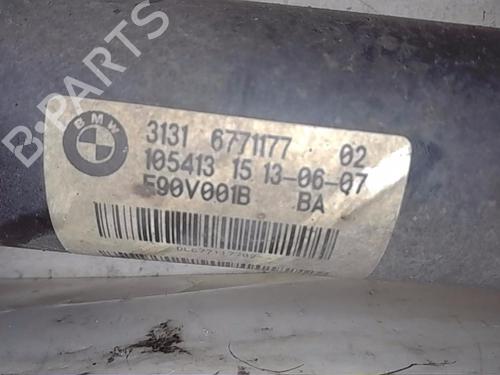 B-PARTS
BMW
3131 6771177 02
105413 15 13-06-07
E90V001B BA